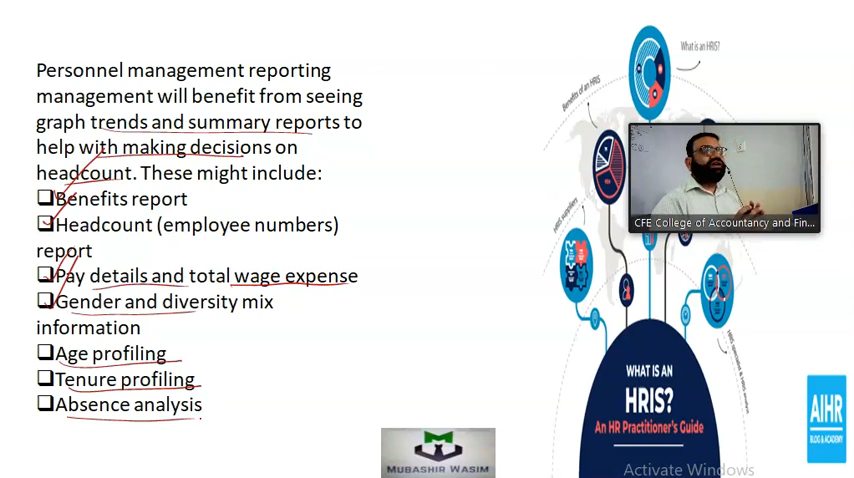 Personnel management reporting
management will benefit from seeing
graph trends and summary reports to
help with making decisions on
headcount. These might include:
Benefits report
Headcount (employee numbers)
report
Pay details and total wage expense
Gender and diversity mix
information
Age profiling
Tenure profiling
Absence analysis
What is an HRIS?
Benefits of an HRIS
HRIS suppliers
CFE College of Accountancy and Fin...
HRIS specialist & HRIS analyst
WHAT IS AN
HRIS?
An HR Practitioner's Guide
AIHR
BLOG & ACADEMY
MUBASHIR WASIM
Activate Windows